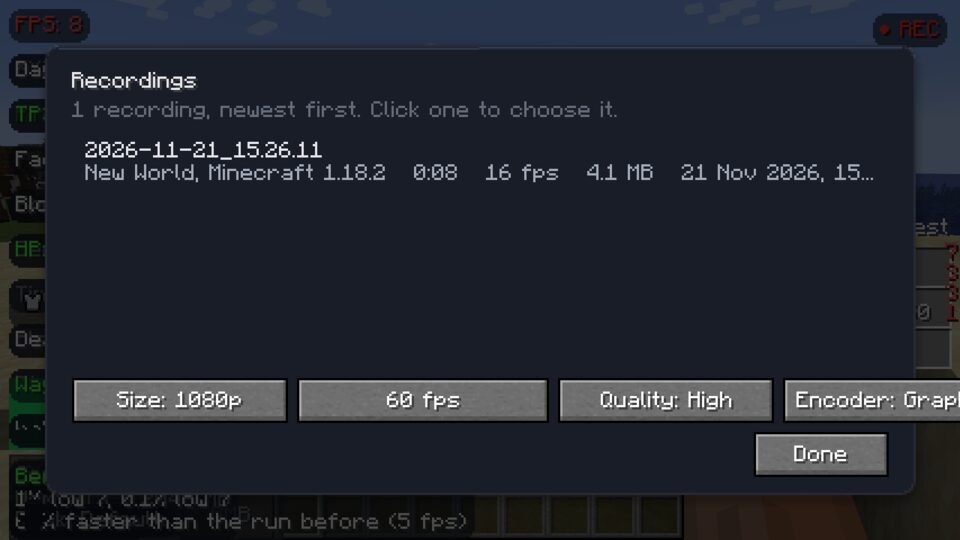 FPS: 8
REC
Recordings
1 recording, newest first. Click one to choose it.
2026-11-21_15.26.11
New World, Minecraft 1.18.2 0:08 16 fps 4.1 MB 21 Nov 2026, 15...
Size: 1080p
60 fps
Quality: High
Encoder: Grap
Done
% faster than the run before (5 fps)